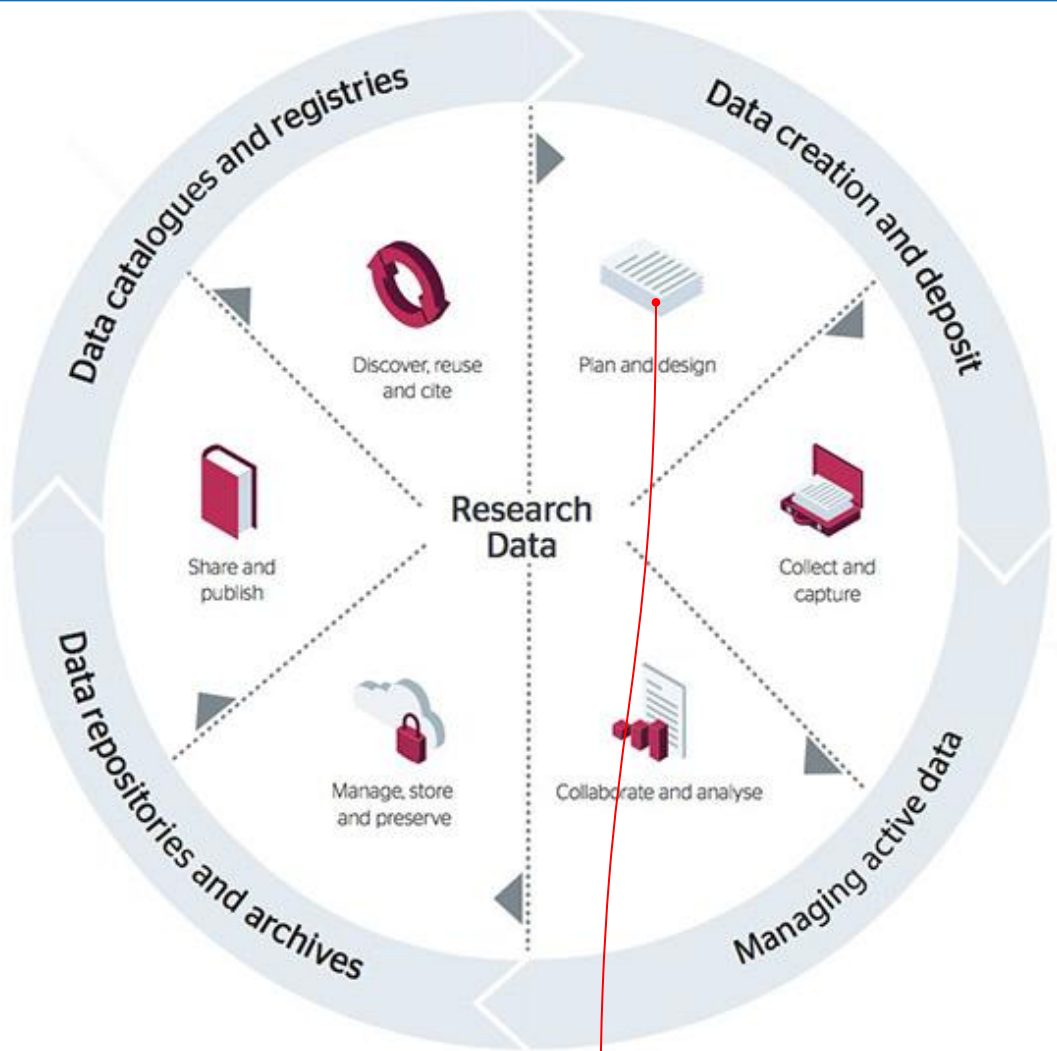 Data catalogues and registries
Data creation and deposit
Discover, reuse
and cite
Plan and design
Research
Data
Share and
publish
Collect and
capture
Manage, store
and preserve
Collaborate and analyse
Data repositories and archives
Managing active data